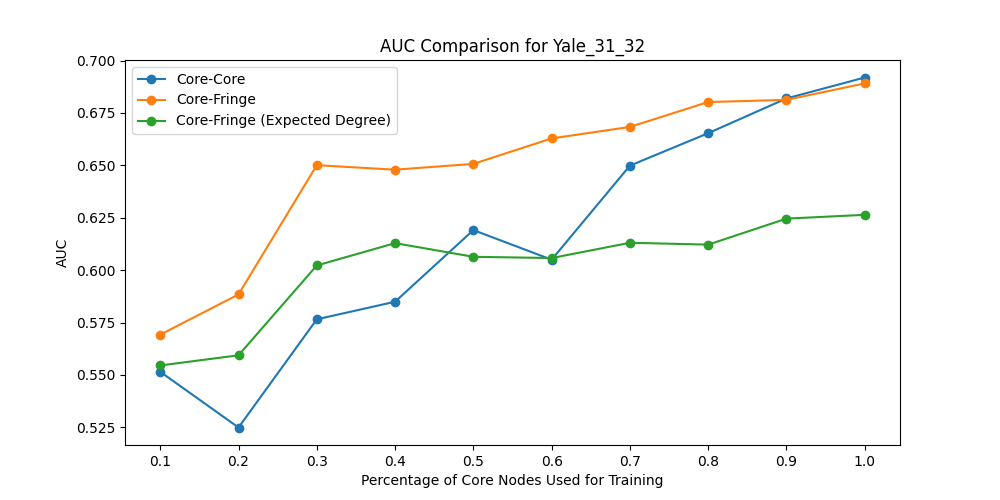 AUC Comparison for Yale_31_32
Core-Core
Core-Fringe
Core-Fringe (Expected Degree)
0.700
0.675
0.650
0.625
0.600
0.575
0.550
0.525
AUC
0.1 0.2 0.3 0.4 0.5 0.6 0.7 0.8 0.9 1.0
Percentage of Core Nodes Used for Training